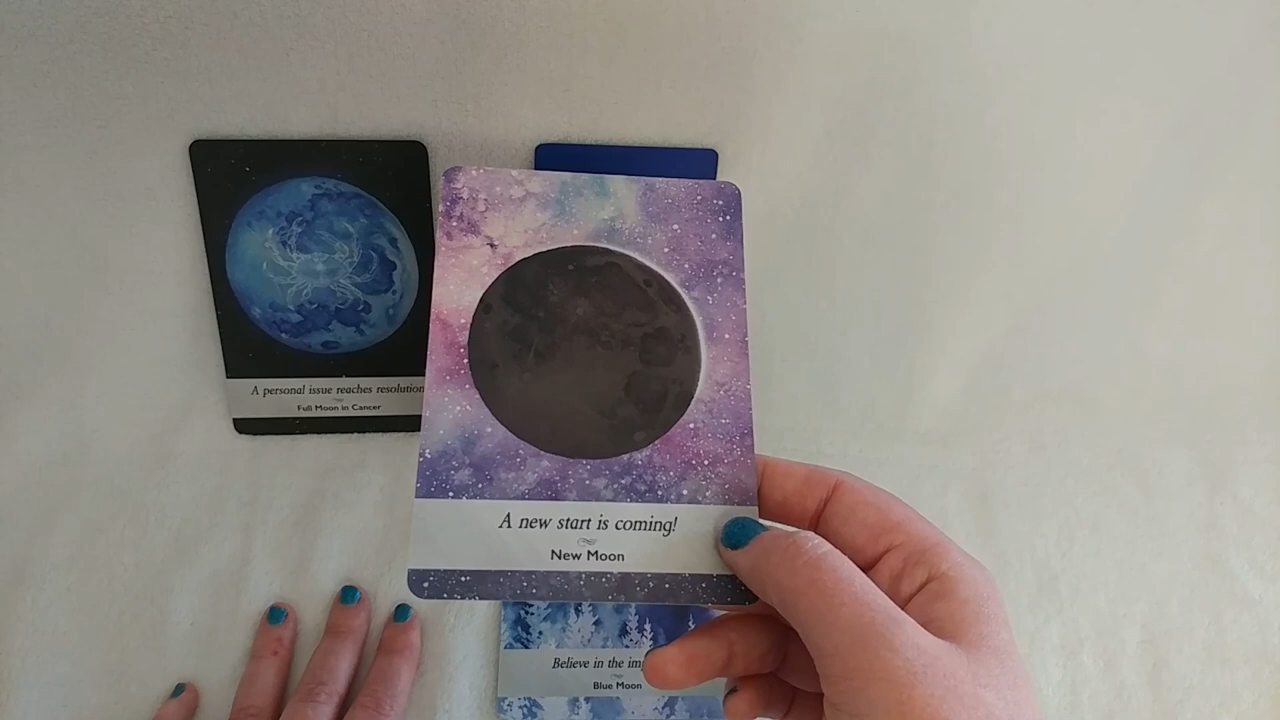 A personal issue reaches resolution
Full Moon in Cancer
A new start is coming!
New Moon
Believe in the
Blue Moon